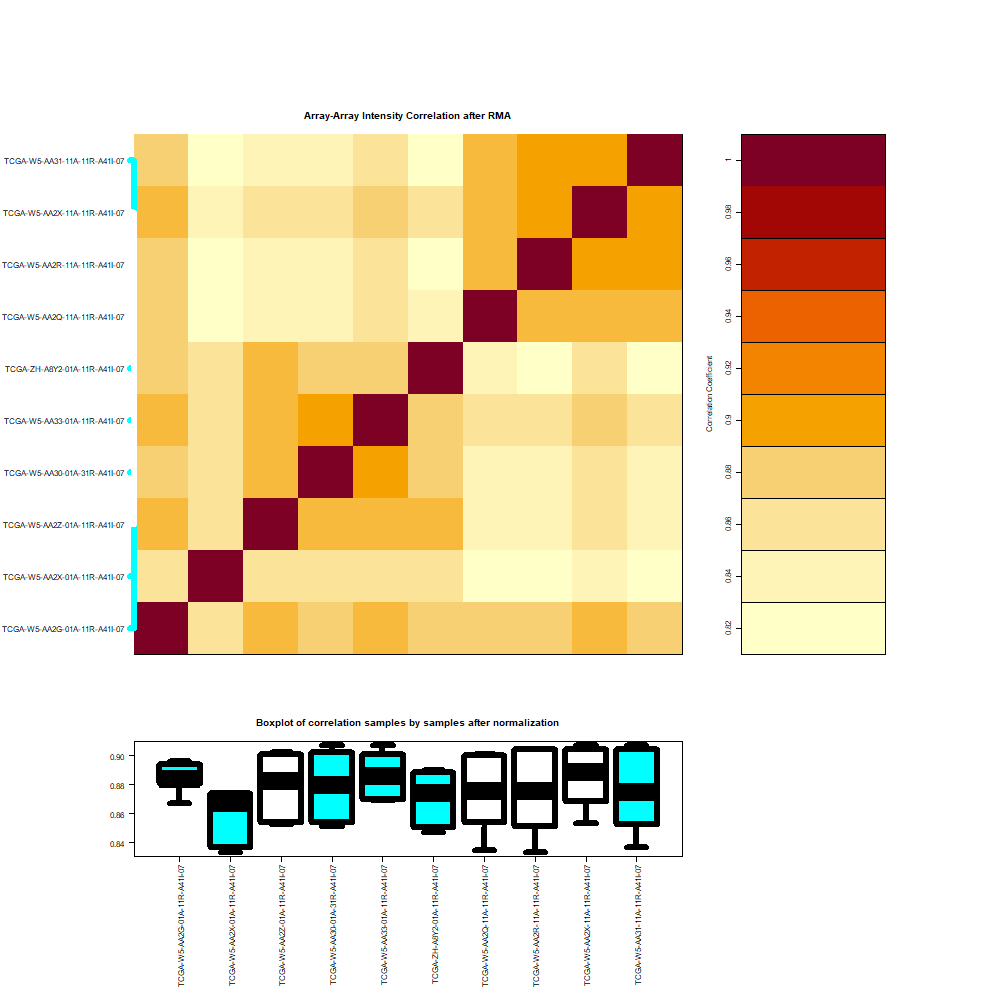 Array-Array Intensity Correlation after RMA
TCGA-W5-AA31-11A-11R-A41I-07
TCGA-W5-AA2X-11A-11R-A41I-07
TCGA-W5-AA2R-11A-11R-A41I-07
TCGA-W5-AA2Q-11A-11R-A41I-07
TCGA-ZH-A8Y2-01A-11R-A41I-07
TCGA-W5-AA33-01A-11R-A41I-07
TCGA-W5-AA30-01A-31R-A41I-07
TCGA-W5-AA2Z-01A-11R-A41I-07
TCGA-W5-AA2X-01A-11R-A41I-07
TCGA-W5-AA2G-01A-11R-A41I-07
Correlation Coefficient
1
0.98
0.96
0.94
0.92
0.9
0.88
0.86
0.84
0.82
Boxplot of correlation samples by samples after normalization
0.90
0.88
0.86
0.84
TCGA-W5-AA2G-01A-11R-A41I-07
TCGA-W5-AA2X-01A-11R-A41I-07
TCGA-W5-AA2Z-01A-11R-A41I-07
TCGA-W5-AA30-01A-31R-A41I-07
TCGA-W5-AA33-01A-11R-A41I-07
TCGA-ZH-A8Y2-01A-11R-A41I-07
TCGA-W5-AA2Q-11A-11R-A41I-07
TCGA-W5-AA2R-11A-11R-A41I-07
TCGA-W5-AA2X-11A-11R-A41I-07
TCGA-W5-AA31-11A-11R-A41I-07